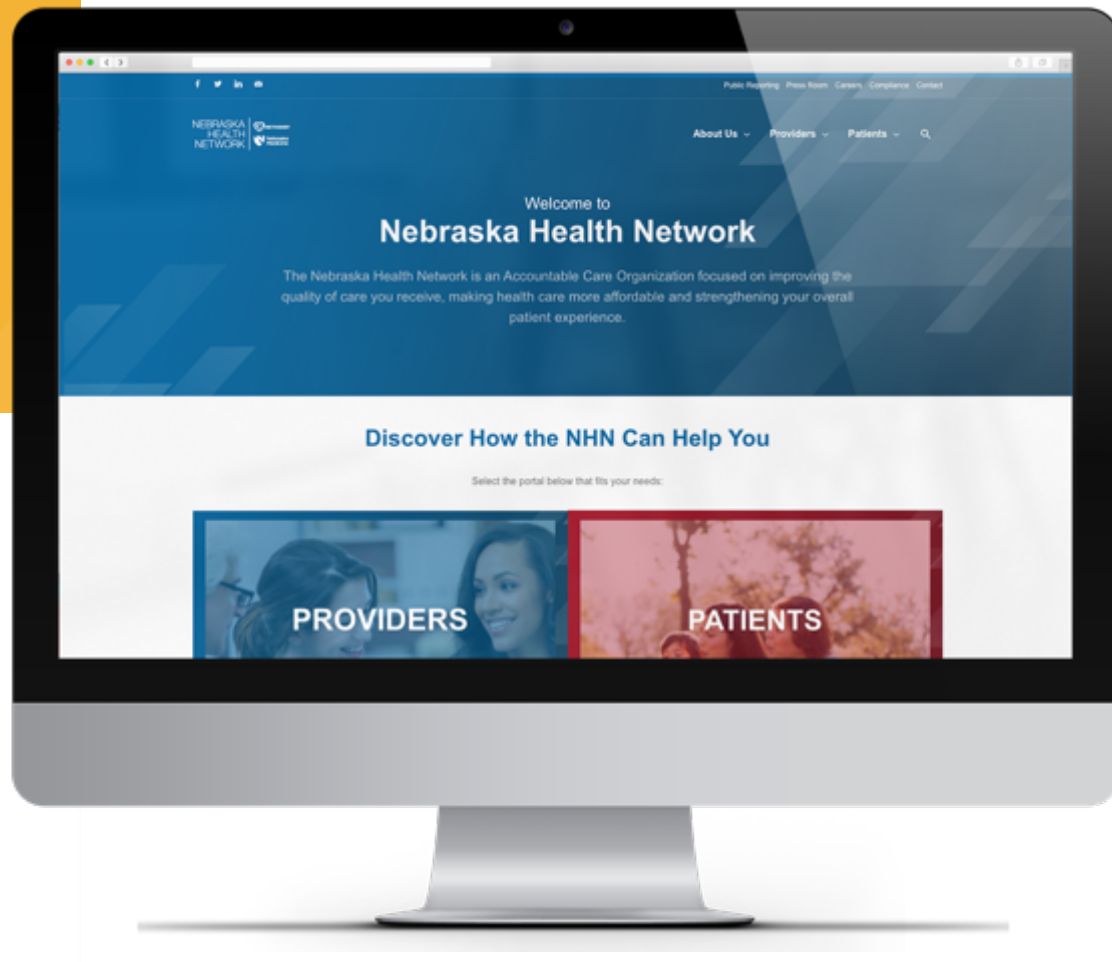 Public Reporting Press Room Careers Compliance Contact
NEBRASKA
HEALTH
NETWORK
METHODIST
Nebraska
Medicine
About Us Providers Patients
Welcome to
Nebraska Health Network
The Nebraska Health Network is an Accountable Care Organization focused on improving the
quality of care you receive, making health care more affordable and strengthening your overall
patient experience.
Discover How the NHN Can Help You
Select the portal below that fits your needs:
PROVIDERS
PATIENTS